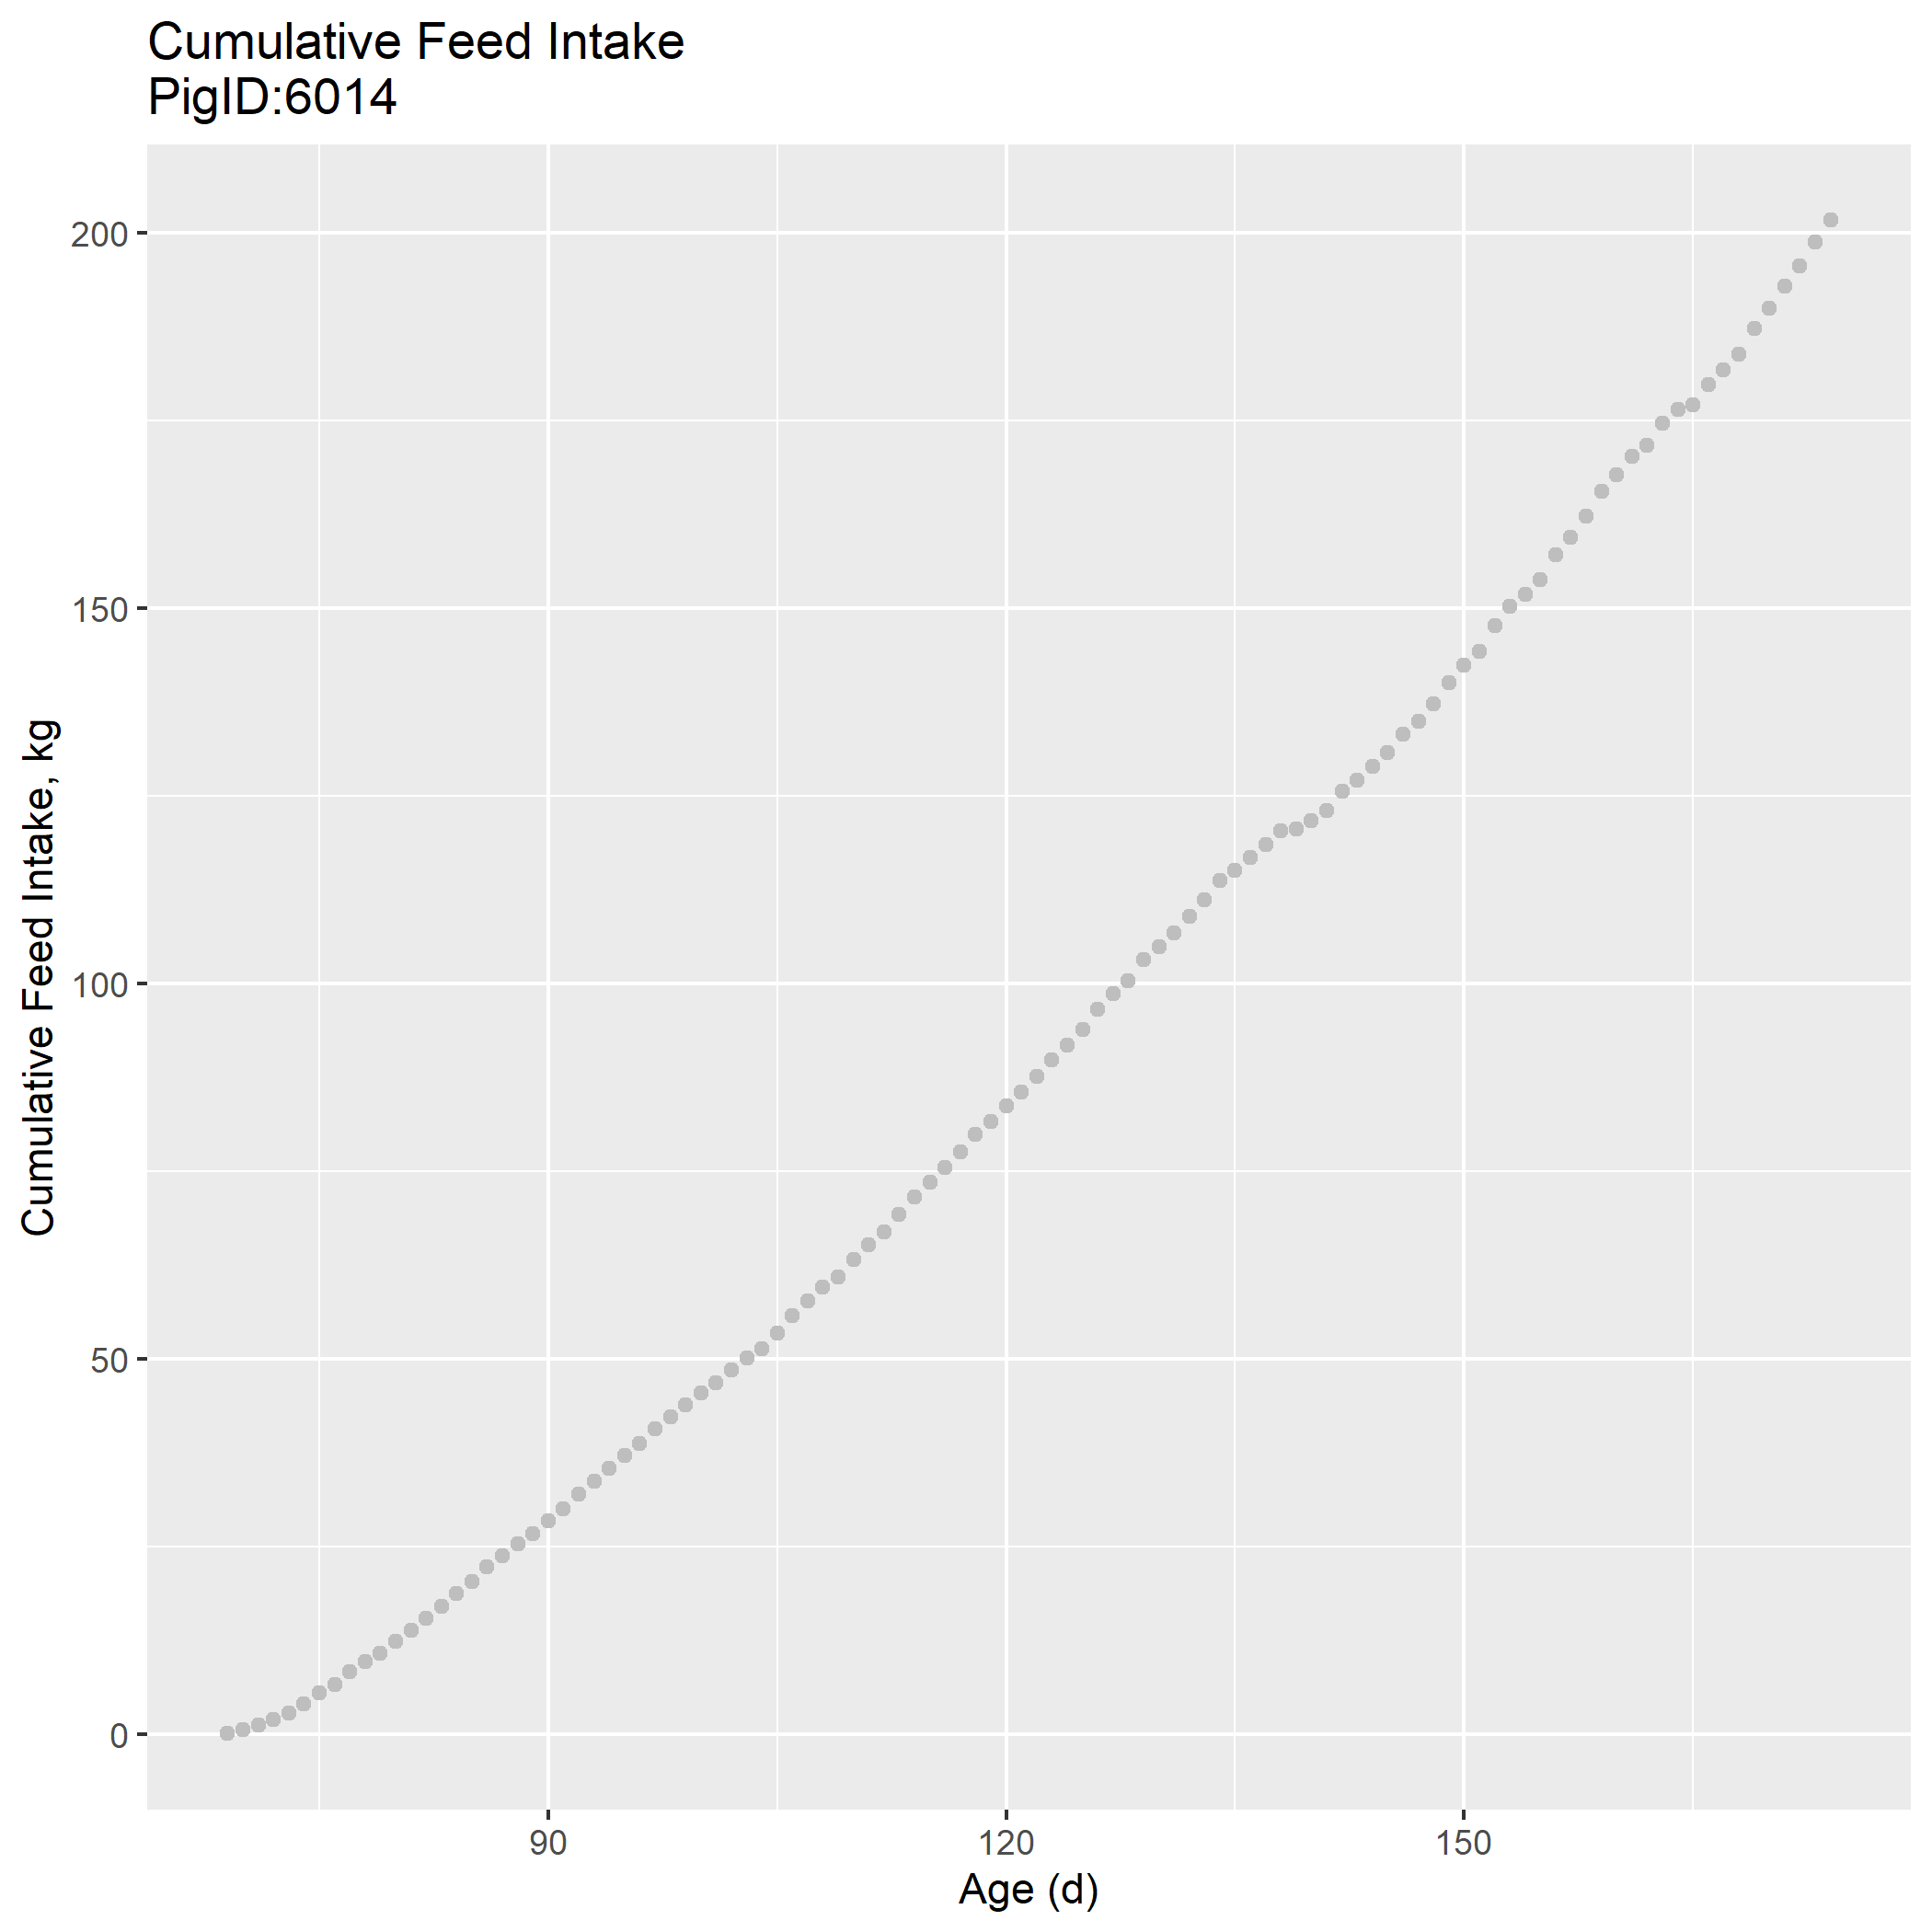 Cumulative Feed Intake
PigID:6014
200
150
100
50
0
Cumulative Feed Intake, kg
90
120
150
Age (d)